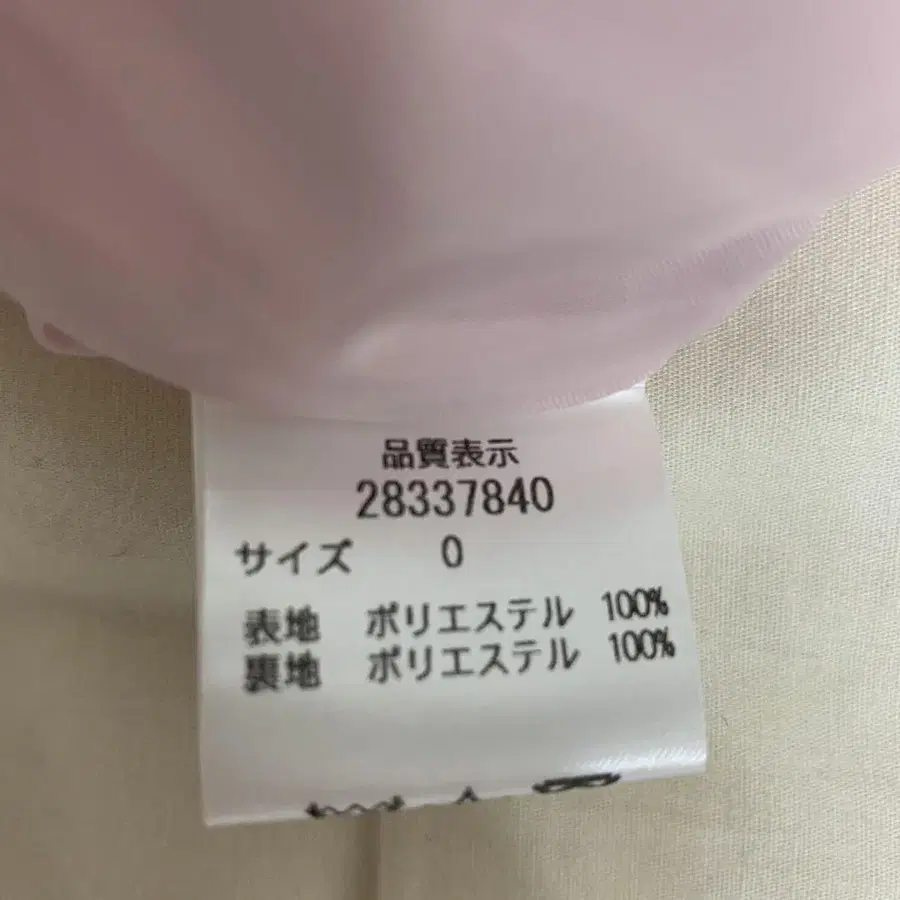 品質表示
28337840
サイズ 0
表地 ポリエステル 100%
裏地 ポリエステル 100%